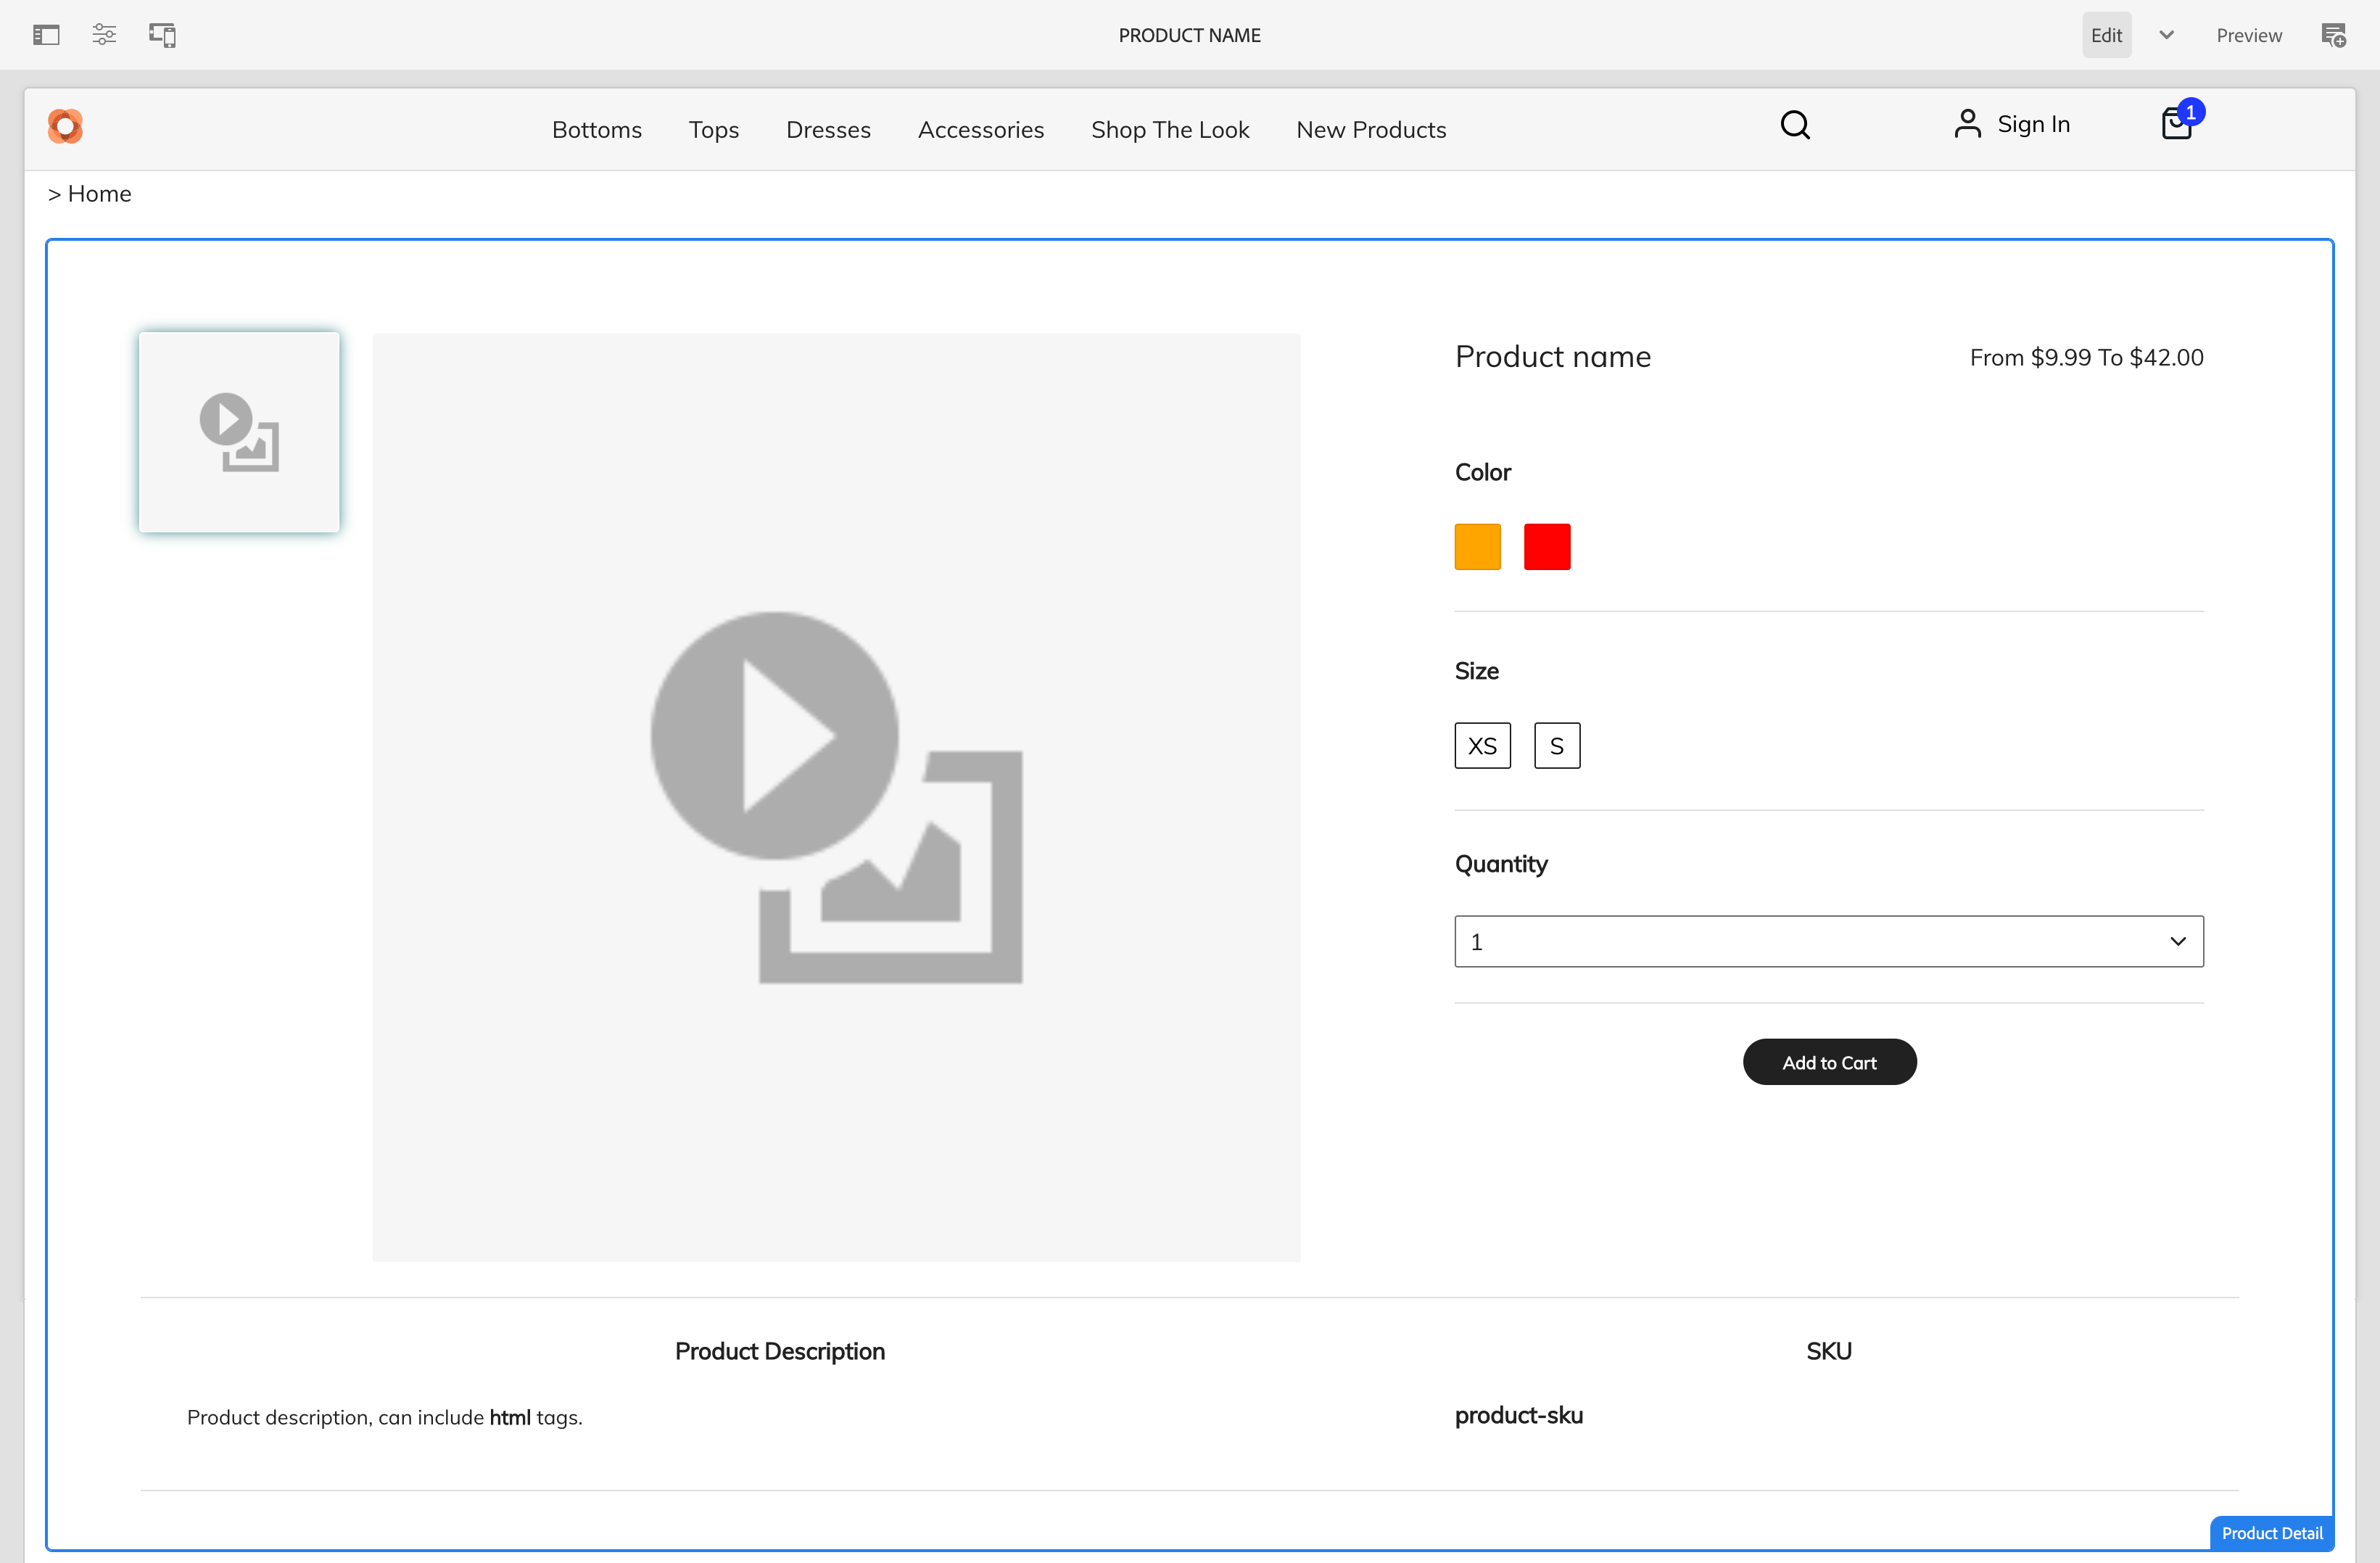 PRODUCT NAME
Edit
Preview
Bottoms Tops Dresses Accessories Shop The Look New Products
Sign In
1
> Home
Product name
From $9.99 To $42.00
Color
Size
XS
S
Quantity
1
Add to Cart
Product Description
SKU
Product description, can include html tags.
product-sku
Product Detail